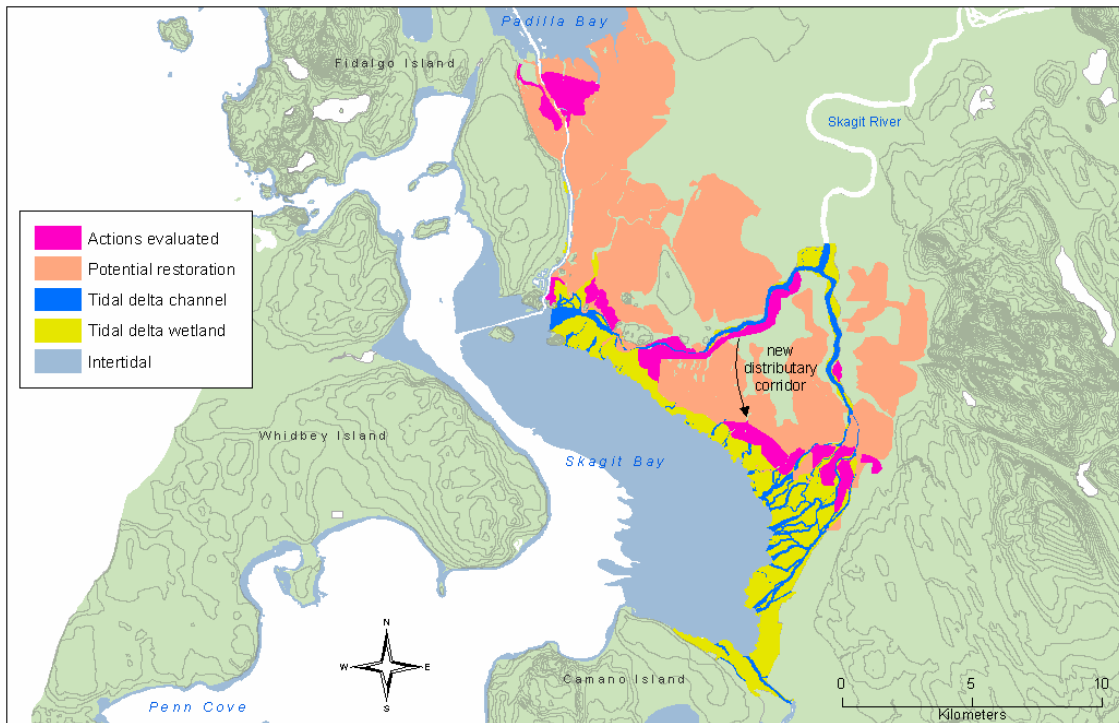 Padilla Bay
Fidalgo Island
Skagit River
Actions evaluated
Potential restoration
Tidal delta channel
Tidal delta wetland
Intertidal
new
distributary
corridor
Whidbey Island
Skagit Bay
N
W E
S
Camano Island
Penn Cove
0 5 10
Kilometers